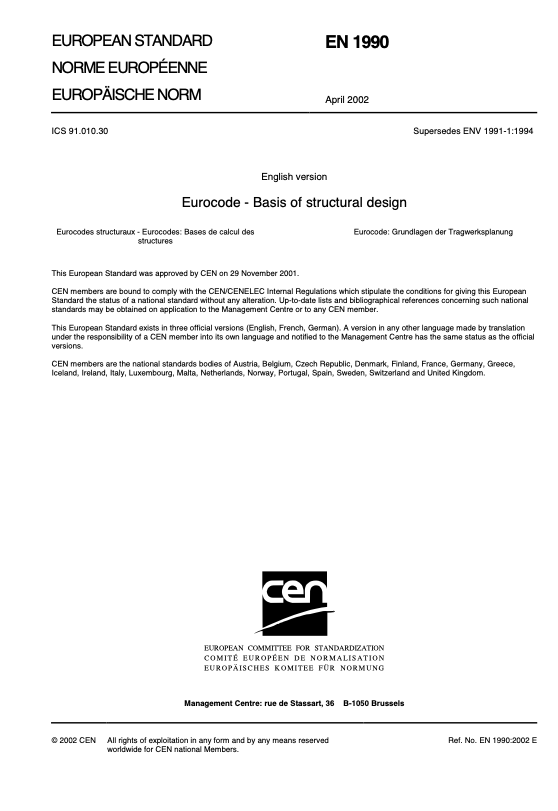 EUROPEAN STANDARD
NORME EUROPÉENNE
EUROPÄISCHE NORM
EN 1990
April 2002
ICS 91.010.30
Supersedes ENV 1991-1:1994
English version
Eurocode - Basis of structural design
Eurocodes structuraux - Eurocodes: Bases de calcul des
structures
Eurocode: Grundlagen der Tragwerksplanung
This European Standard was approved by CEN on 29 November 2001.
CEN members are bound to comply with the CEN/CENELEC Internal Regulations which stipulate the conditions for giving this European
Standard the status of a national standard without any alteration. Up-to-date lists and bibliographical references concerning such national
standards may be obtained on application to the Management Centre or to any CEN member.
This European Standard exists in three official versions (English, French, German). A version in any other language made by translation
under the responsibility of a CEN member into its own language and notified to the Management Centre has the same status as the official
versions.
CEN members are the national standards bodies of Austria, Belgium, Czech Republic, Denmark, Finland, France, Germany, Greece,
Iceland, Ireland, Italy, Luxembourg, Malta, Netherlands, Norway, Portugal, Spain, Sweden, Switzerland and United Kingdom.
cen
EUROPEAN COMMITTEE FOR STANDARDIZATION
COMITÉ EUROPÉEN DE NORMALISATION
EUROPÄISCHES KOMITEE FÜR NORMUNG
Management Centre: rue de Stassart, 36 B-1050 Brussels
© 2002 CEN
All rights of exploitation in any form and by any means reserved
worldwide for CEN national Members.
Ref. No. EN 1990:2002 E